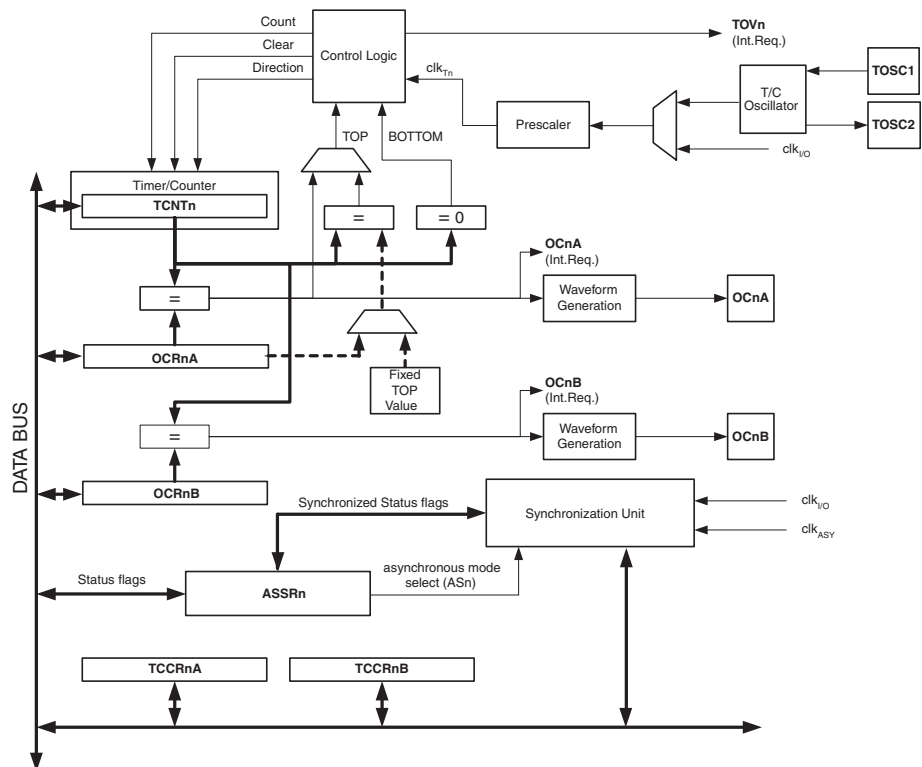 Count
Clear
Direction
Control Logic
TOVn
(Int.Req.)
clkTn
TOSC1
T/C
Oscillator
TOSC2
Prescaler
clkI/O
TOP
BOTTOM
Timer/Counter
TCNTn
=
= 0
OCnA
(Int.Req.)
=
Waveform
Generation
OCnA
OCRnA
Fixed
TOP
Value
OCnB
(Int.Req.)
=
Waveform
Generation
OCnB
DATA BUS
OCRnB
Synchronized Status flags
Synchronization Unit
clkI/O
clkASY
Status flags
ASSRn
asynchronous mode
select (ASn)
TCCRnA
TCCRnB